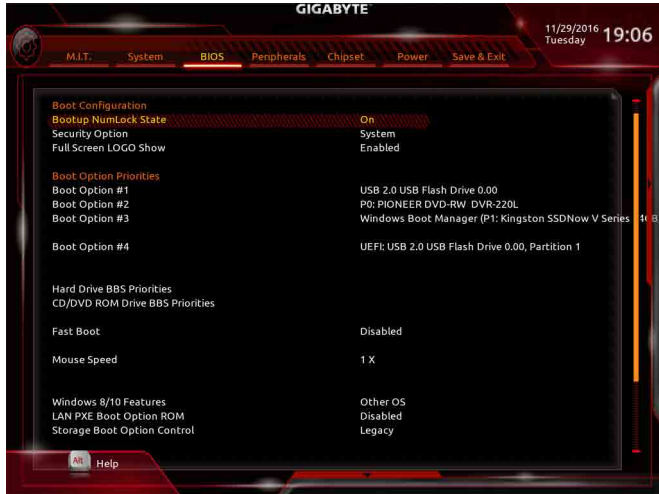 GIGABYTE
11/29/2016 19:06
Tuesday
M.I.T. System BIOS Peripherals Chipset Power Save & Exit
Boot Configuration
Bootup NumLock State On
Security Option System
Full Screen LOGO Show Enabled
Boot Option Priorities
Boot Option #1 USB 2.0 USB Flash Drive 0.00
Boot Option #2 P0: PIONEER DVD-RW DVR-220L
Boot Option #3 Windows Boot Manager (P1: Kingston SSDNow V Series
Boot Option #4 UEFI: USB 2.0 USB Flash Drive 0.00, Partition 1
Hard Drive BBS Priorities
CD/DVD ROM Drive BBS Priorities
Fast Boot Disabled
Mouse Speed 1 X
Windows 8/10 Features Other OS
LAN PXE Boot Option ROM Disabled
Storage Boot Option Control Legacy
Alt Help